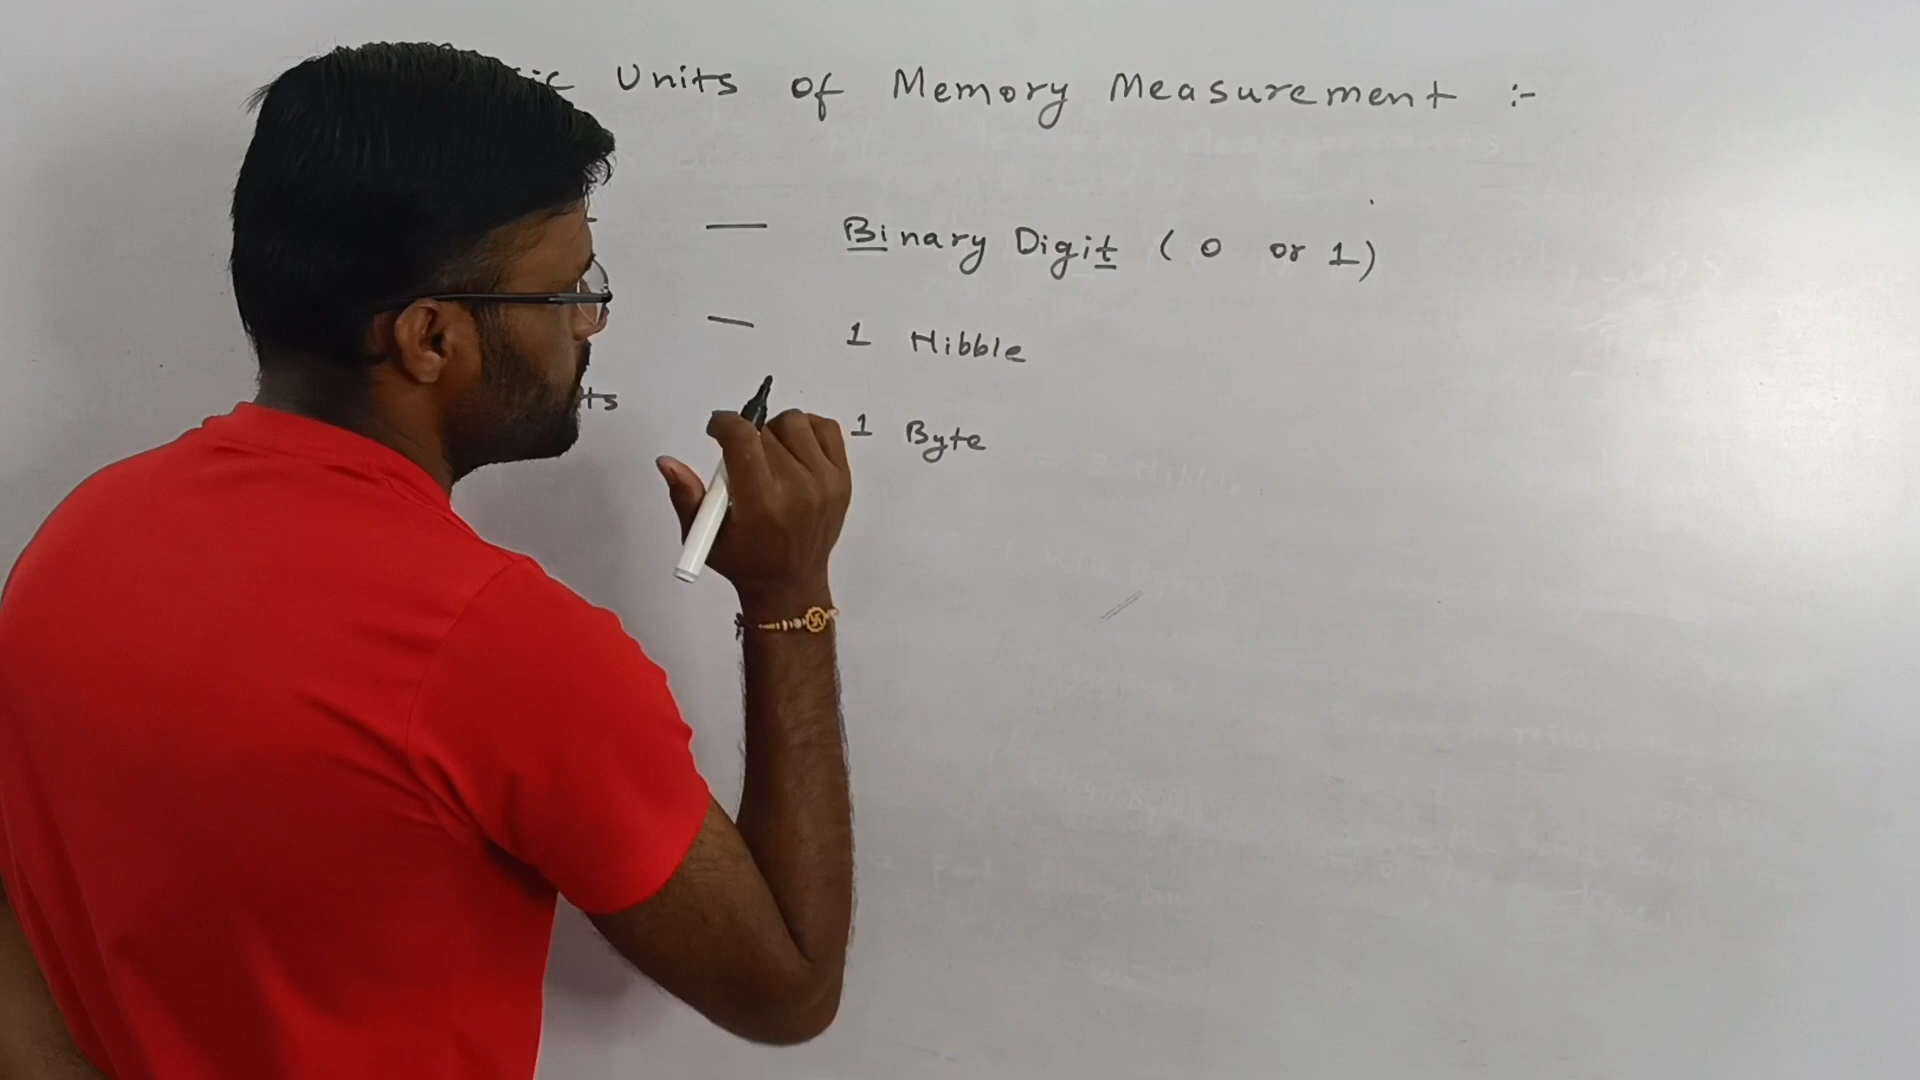 Units of Memory Measurement :-
— Binary Digit ( 0 or 1 )
— 1 Nibble
1 Byte